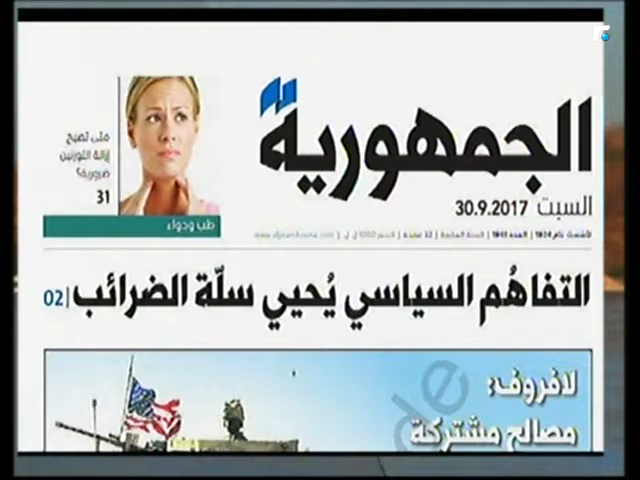 الجمهورية
السبت 30.9.2017
متى تصبح
إزالة اللوزتين
ضرورية؟
31
طب ودواء
التفاهُم السياسي يُحيي سلّة الضرائب |02
لافروف:
مصالح مشتركة